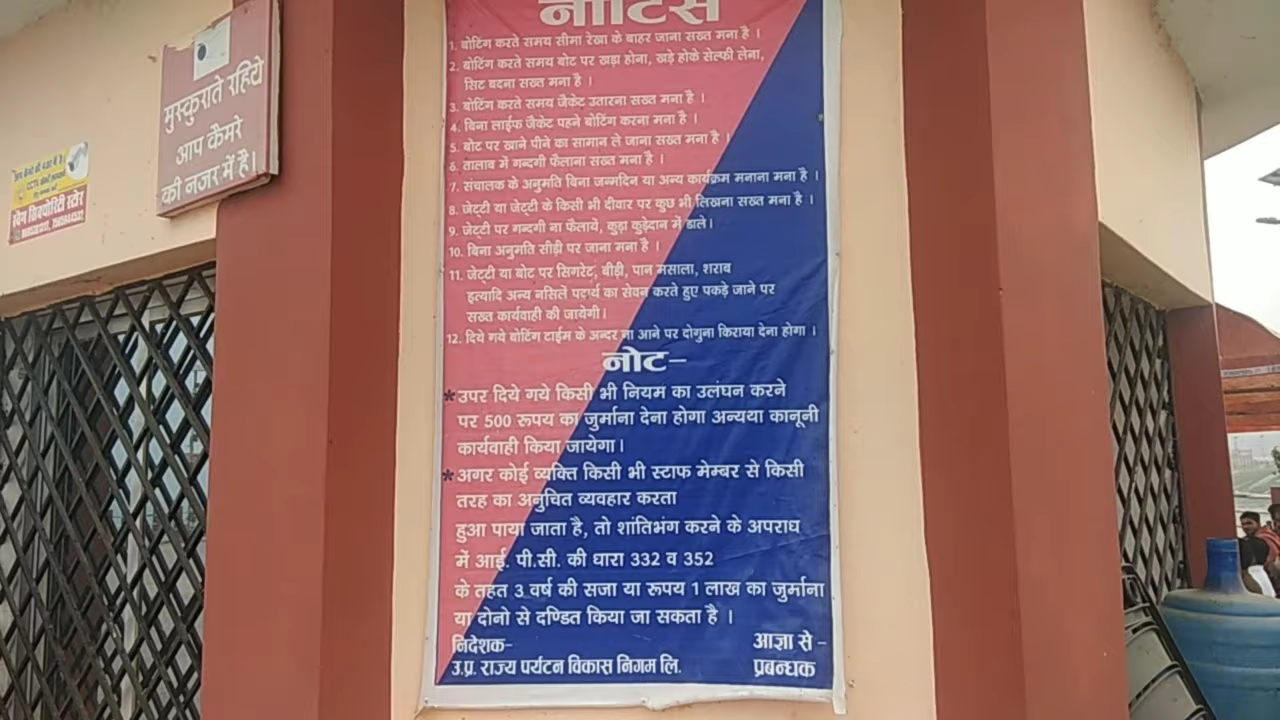 मुस्कुराते रहिये
आप कैमरे
की नजर में है।
नोटिस
1. बोटिंग करते समय सीमा रेखा के बाहर जाना सख्त मना है ।
2. बोटिंग करते समय बोट पर खड़ा होना, खड़े होके सेल्फी लेना,
सिट बदना सख्त मना है ।
3. बोटिंग करते समय जैकेट उतारना सख्त मना है ।
4. बिना लाईफ जैकेट पहने बोटिंग करना मना है ।
5. बोट पर खाने पीने का सामान ले जाना सख्त मना है ।
6. तालाब में गन्दगी फैलाना सख्त मना है ।
7. संचालक के अनुमति बिना जन्मदिन या अन्य कार्यक्रम मनाना मना है ।
8. जेट्टी या जेट्टी के किसी भी दीवार पर कुछ भी लिखना सख्त मना है ।
9. जेट्टी पर गन्दगी ना फैलाये, कुड़ा कुड़ेदान में डाले।
10. बिना अनुमति सीड़ी पर जाना मना है ।
11. जेट्टी या बोट पर सिगरेट, बीड़ी, पान मसाला, शराब
इत्यादि अन्य नसिलें पदार्थ का सेवन करते हुए पकड़े जाने पर
सख्त कार्यवाही की जायेगी।
12. दिये गये बोटिंग टाईम के अन्दर ना आने पर दोगुना किराया देना होगा ।
नोट-
*उपर दिये गये किसी भी नियम का उलंघन करने
पर 500 रूपय का जुर्माना देना होगा अन्यथा कानूनी
कार्यवाही किया जायेगा।
*अगर कोई व्यक्ति किसी भी स्टाफ मेम्बर से किसी
तरह का अनुचित व्यवहार करता
हुआ पाया जाता है, तो शांतिभंग करने के अपराध
में आई. पी.सी. की धारा 332 व 352
के तहत 3 वर्ष की सजा या रूपय 1 लाख का जुर्माना
या दोनो से दण्डित किया जा सकता है ।
निदेशक-
उ.प्र. राज्य पर्यटन विकास निगम लि.
आज्ञा से -
प्रबन्धक